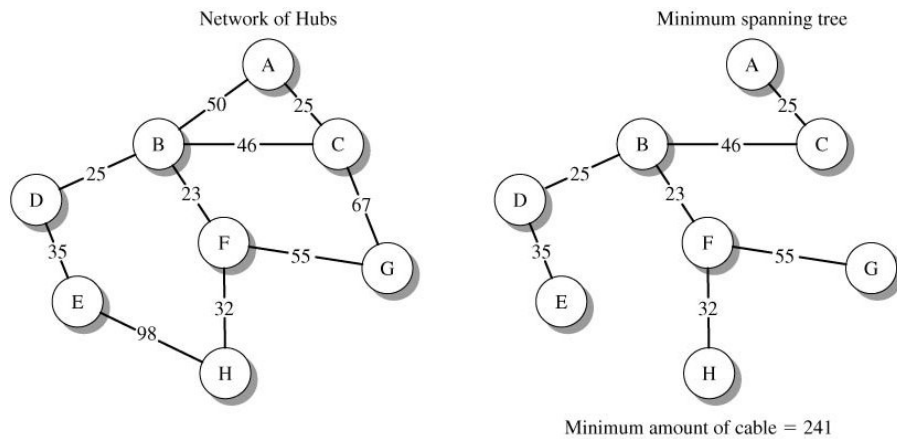 Network of Hubs
A
50
25
B
46
C
25
23
67
D
35
F
55
G
E
32
98
H
Minimum spanning tree
A
25
B
46
C
25
23
D
35
F
55
G
E
32
H
Minimum amount of cable = 241